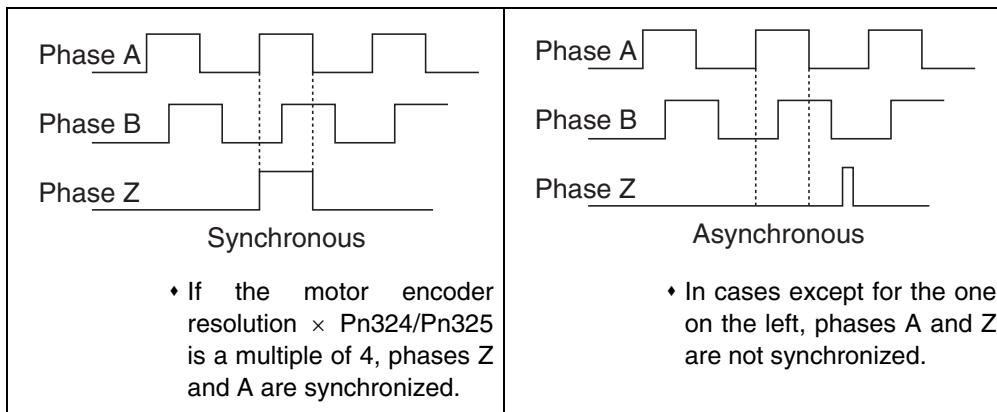 Phase A
Phase B
Phase Z
Synchronous
♦ If the motor encoder
resolution × Pn324/Pn325
is a multiple of 4, phases Z
and A are synchronized.
Phase A
Phase B
Phase Z
Asynchronous
♦ In cases except for the one
on the left, phases A and Z
are not synchronized.